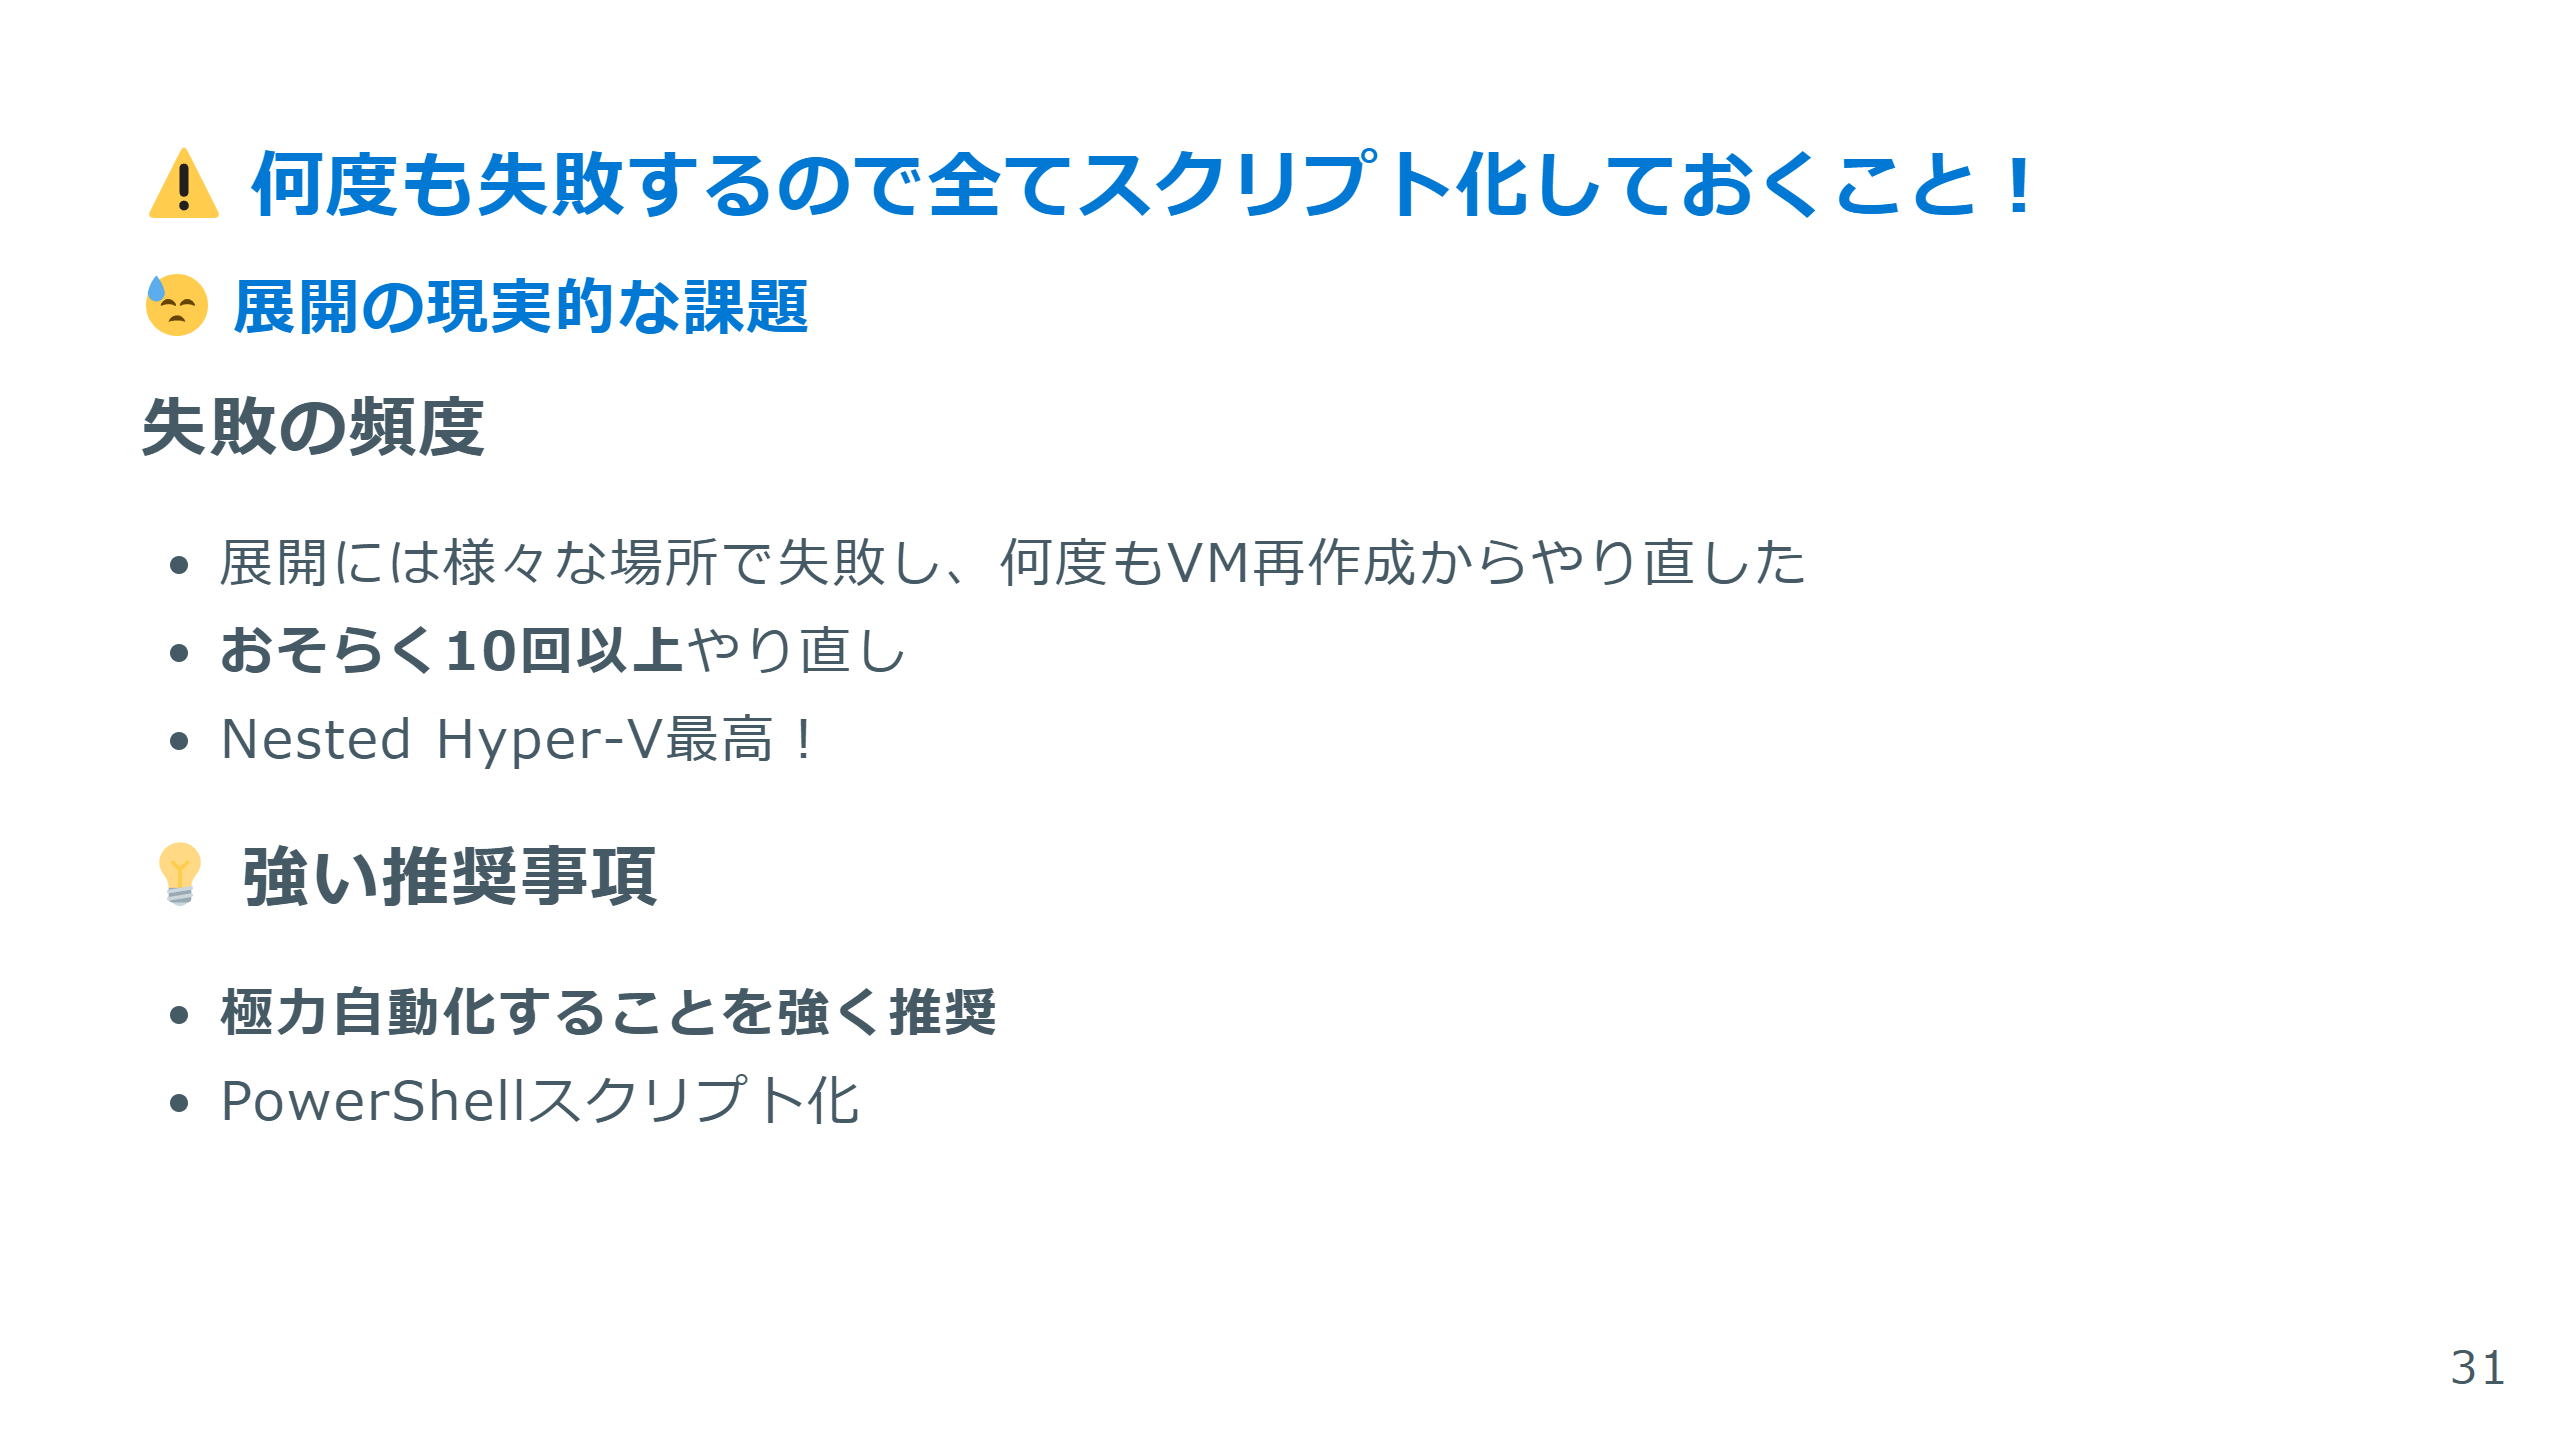 ⚠️ 何度も失敗するので全てスクリプト化しておくこと！
😓 展開の現実的な課題
失敗の頻度
• 展開には様々な場所で失敗し、何度もVM再作成からやり直した
• おそらく10回以上やり直し
• Nested Hyper-V最高！
💡 強い推奨事項
• 極力自動化することを強く推奨
• PowerShellスクリプト化
31